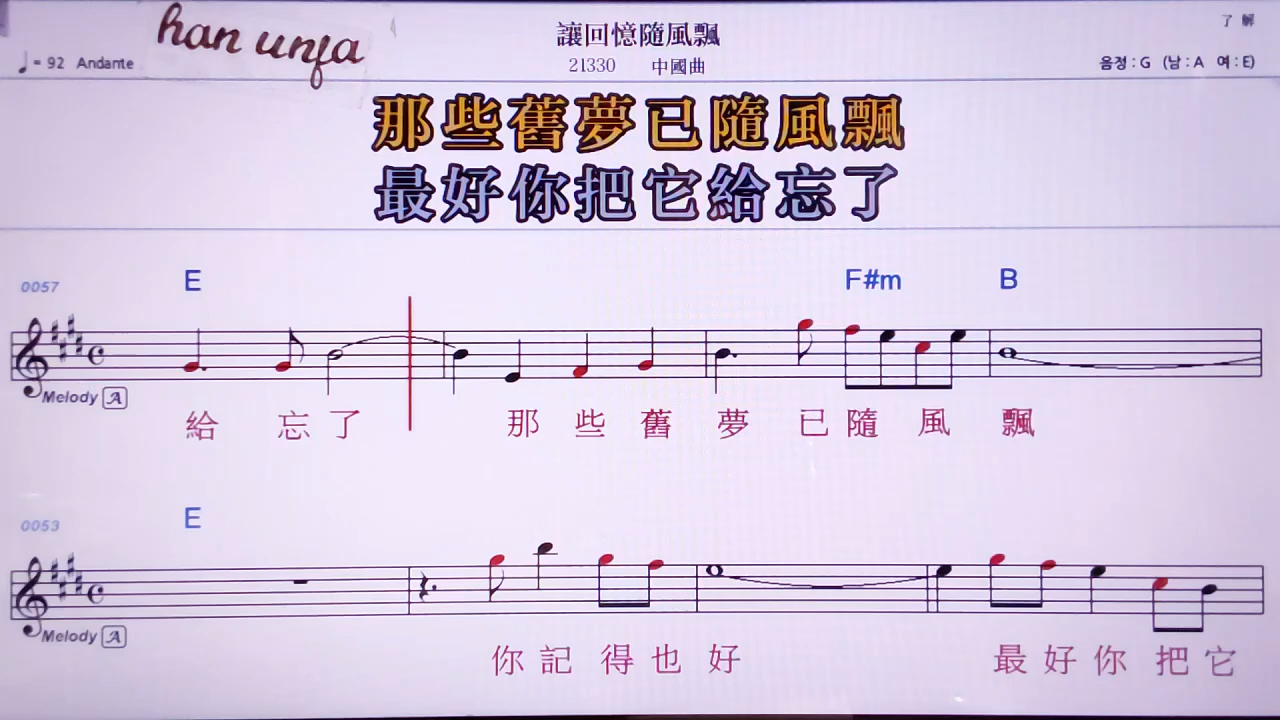 han unfa
讓回憶隨風飄
了解
♩= 92 Andante
21330 中國曲
음정 : G (남 : A 여 : E)
那些舊夢已隨風飄
最好你把它給忘了
0057 E F#m B
Melody A
給 忘 了 那 些 舊 夢 已 隨 風 飄
0053 E
Melody A
你 記 得 也 好 最 好 你 把 它